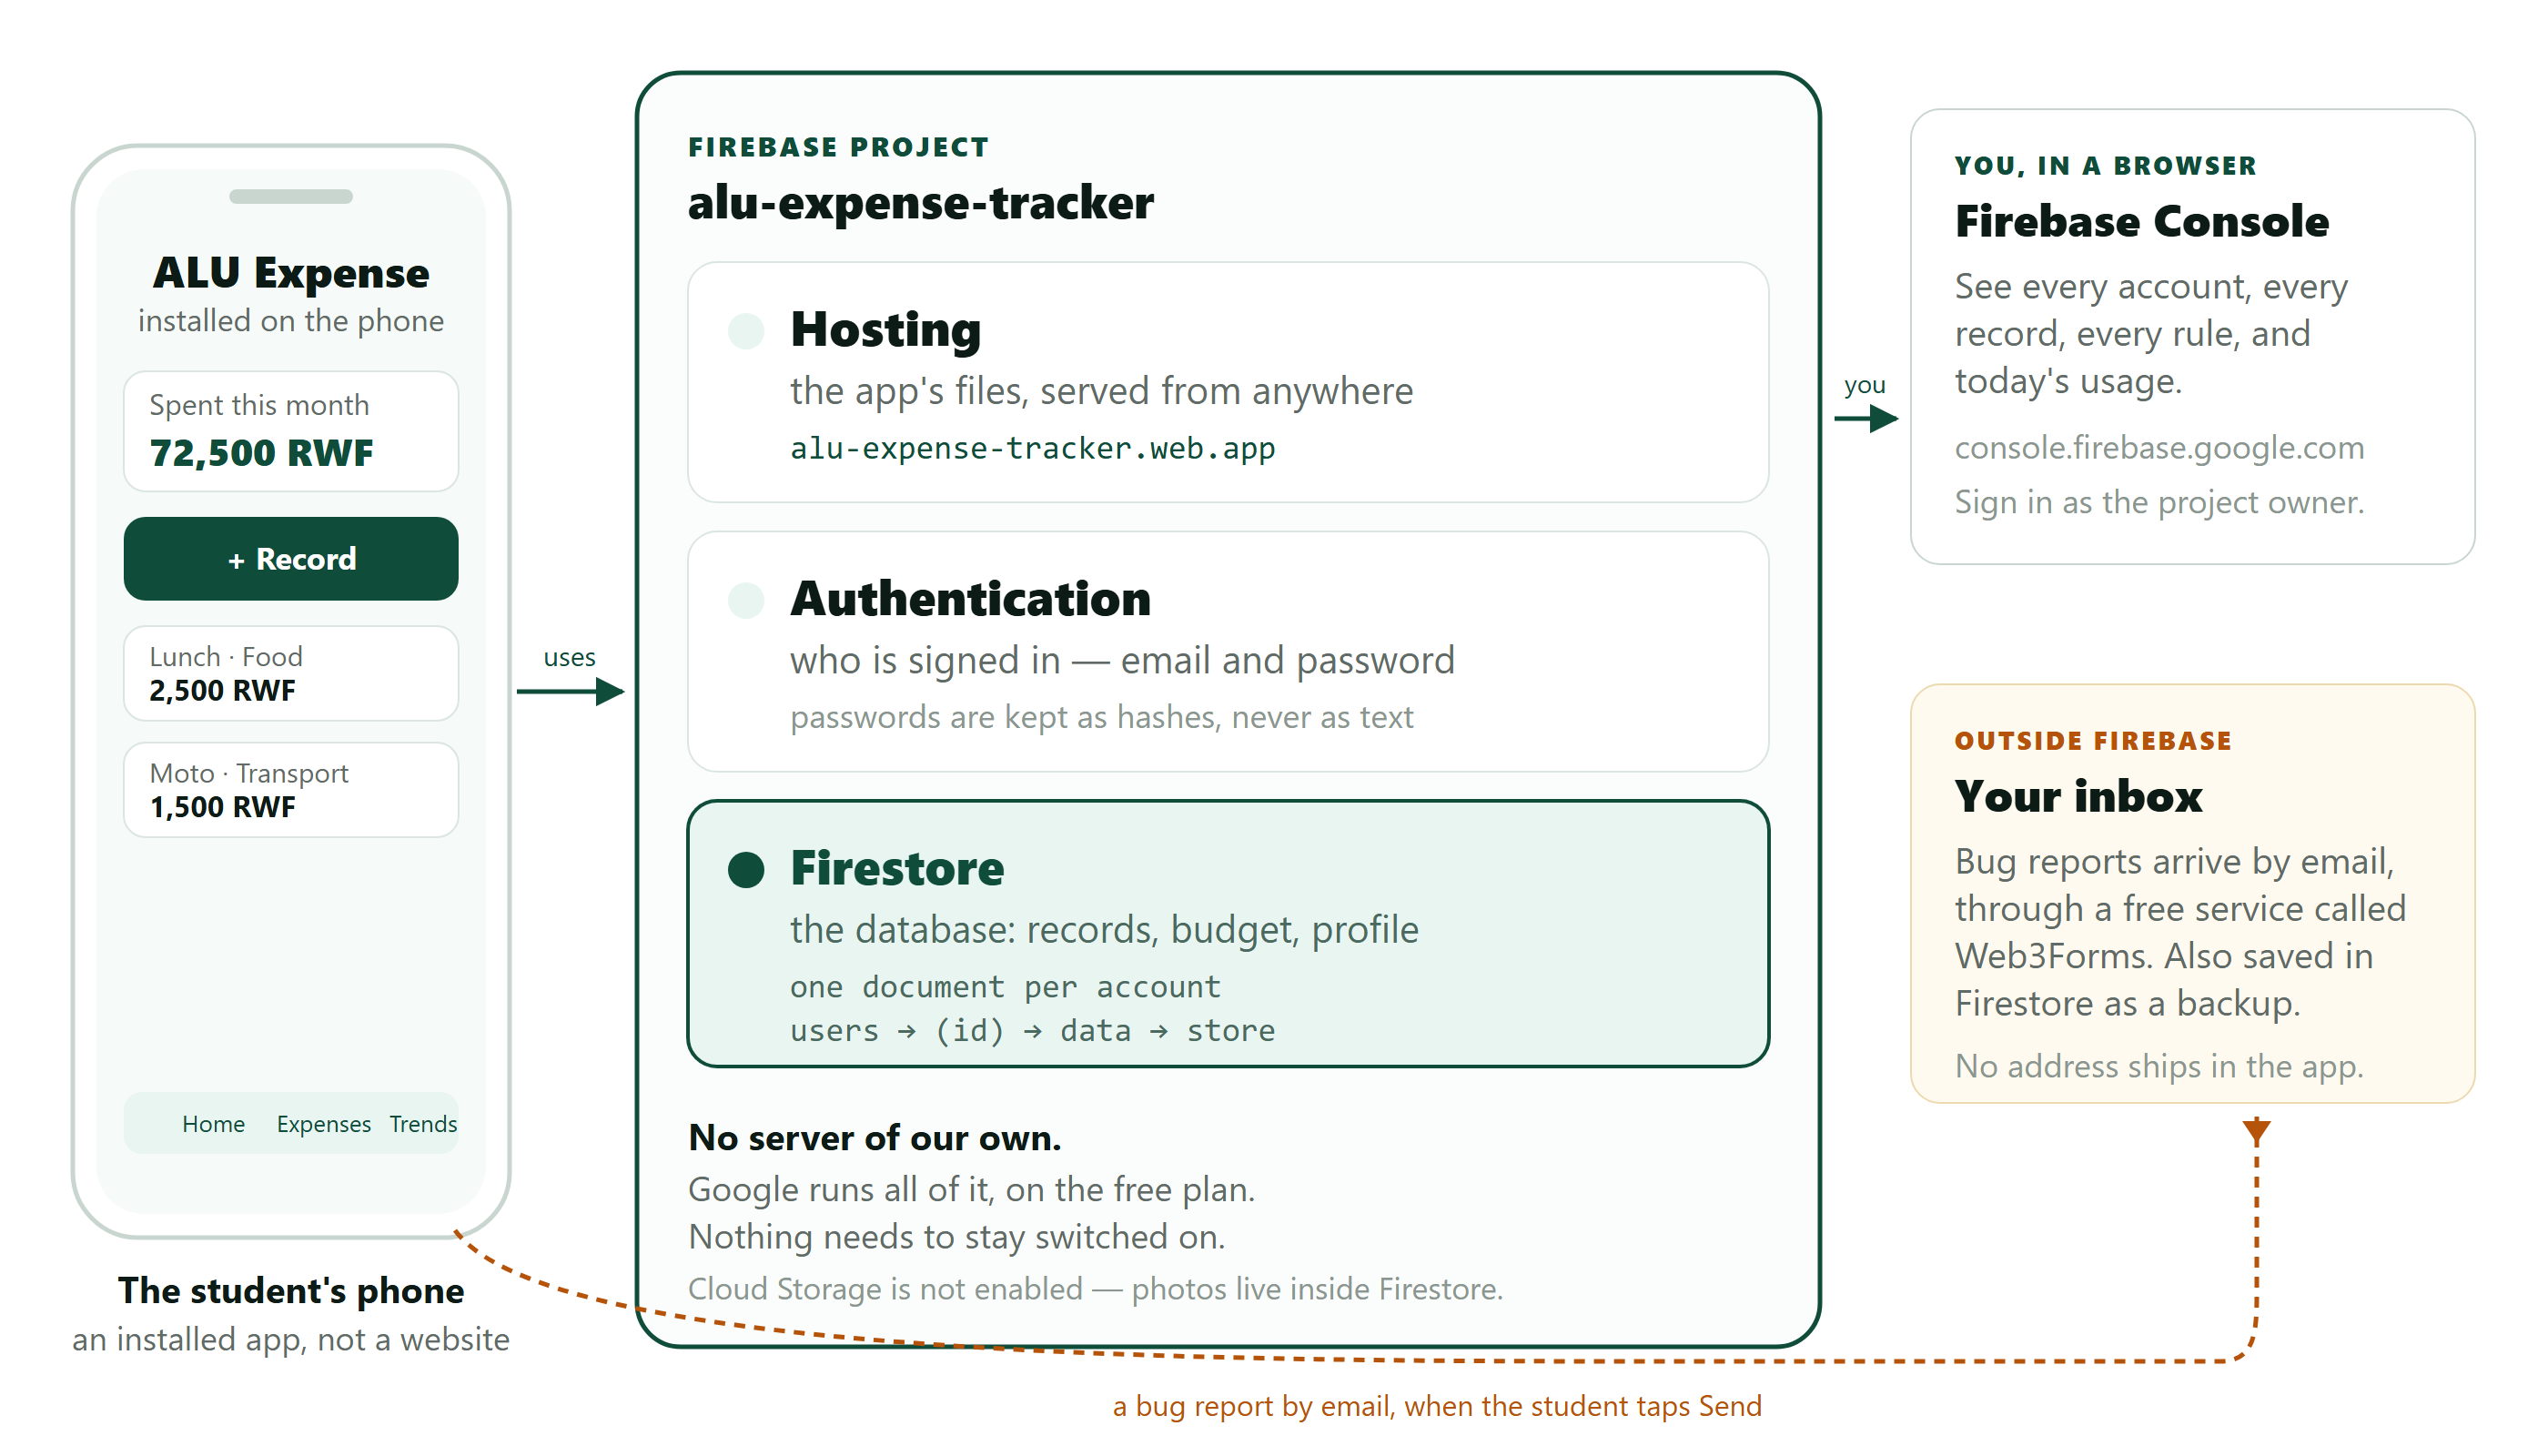 ALU Expense
installed on the phone
Spent this month
72,500 RWF
+ Record
Lunch · Food
2,500 RWF
Moto · Transport
1,500 RWF
Home Expenses Trends
The student's phone
an installed app, not a website
uses
FIREBASE PROJECT
alu-expense-tracker
Hosting
the app's files, served from anywhere
alu-expense-tracker.web.app
Authentication
who is signed in — email and password
passwords are kept as hashes, never as text
Firestore
the database: records, budget, profile
one document per account
users → (id) → data → store
No server of our own.
Google runs all of it, on the free plan.
Nothing needs to stay switched on.
Cloud Storage is not enabled — photos live inside Firestore.
you
YOU, IN A BROWSER
Firebase Console
See every account, every
record, every rule, and
today's usage.
console.firebase.google.com
Sign in as the project owner.
OUTSIDE FIREBASE
Your inbox
Bug reports arrive by email,
through a free service called
Web3Forms. Also saved in
Firestore as a backup.
No address ships in the app.
a bug report by email, when the student taps Send